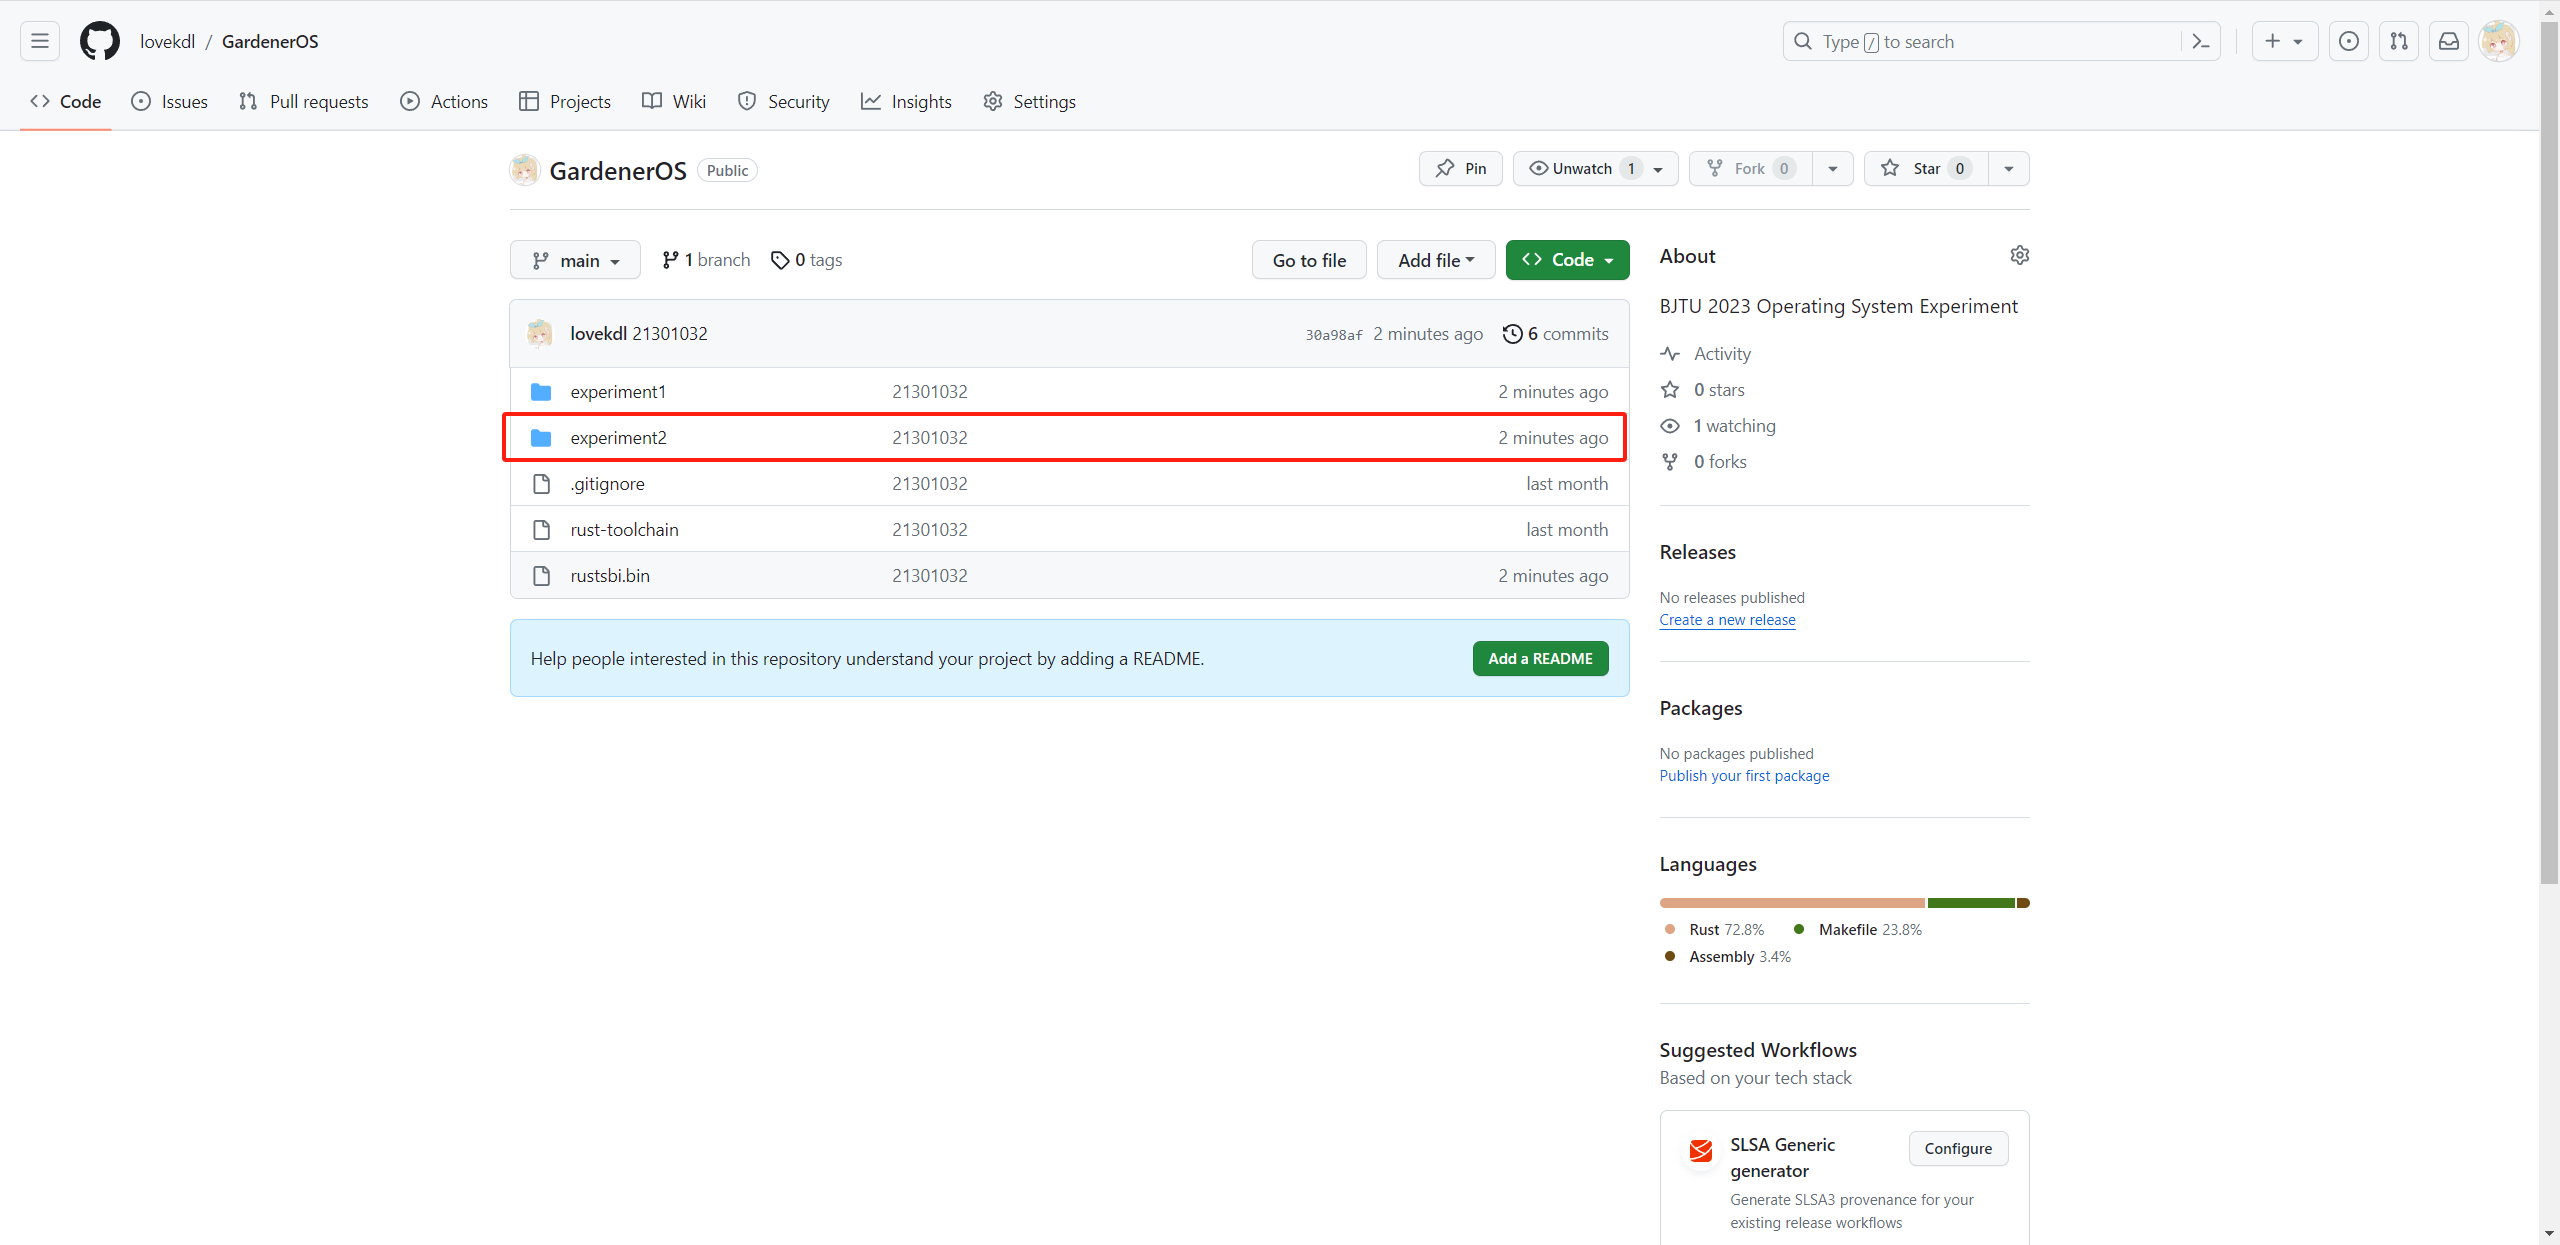 lovekdl / GardenerOS
Type / to search
Code Issues Pull requests Actions Projects Wiki Security Insights Settings
GardenerOS Public
Pin Unwatch 1 Fork 0 Star 0
main 1 branch 0 tags Go to file Add file Code
lovekdl 21301032 30a98af 2 minutes ago 6 commits
experiment1 21301032 2 minutes ago
experiment2 21301032 2 minutes ago
.gitignore 21301032 last month
rust-toolchain 21301032 last month
rustsbi.bin 21301032 2 minutes ago
Help people interested in this repository understand your project by adding a README. Add a README
About
BJTU 2023 Operating System Experiment
Activity
0 stars
1 watching
0 forks
Releases
No releases published
Create a new release
Packages
No packages published
Publish your first package
Languages
Rust 72.8% Makefile 23.8%
Assembly 3.4%
Suggested Workflows
Based on your tech stack
SLSA Generic
generator
Configure
Generate SLSA3 provenance for your
existing release workflows